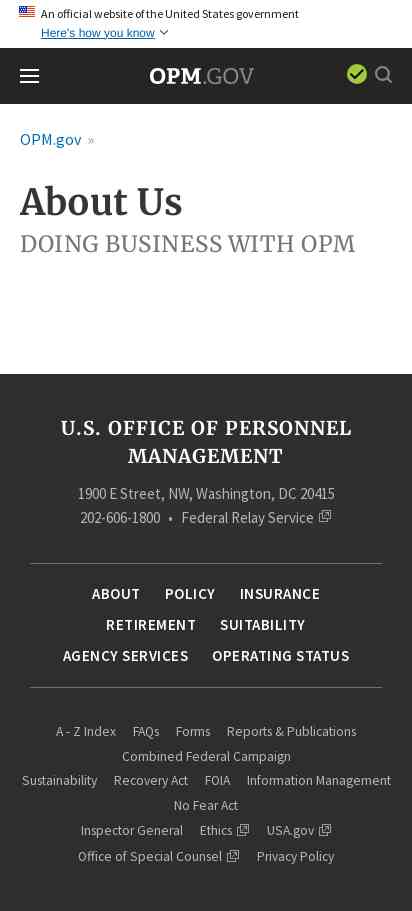 An official website of the United States government
Here's how you know
OPM.GOV
OPM.gov »
About Us
DOING BUSINESS WITH OPM
U.S. OFFICE OF PERSONNEL
MANAGEMENT
1900 E Street, NW, Washington, DC 20415
202-606-1800 • Federal Relay Service
ABOUT POLICY INSURANCE
RETIREMENT SUITABILITY
AGENCY SERVICES OPERATING STATUS
A - Z Index FAQs Forms Reports & Publications
Combined Federal Campaign
Sustainability Recovery Act FOIA Information Management
No Fear Act
Inspector General Ethics USA.gov
Office of Special Counsel Privacy Policy